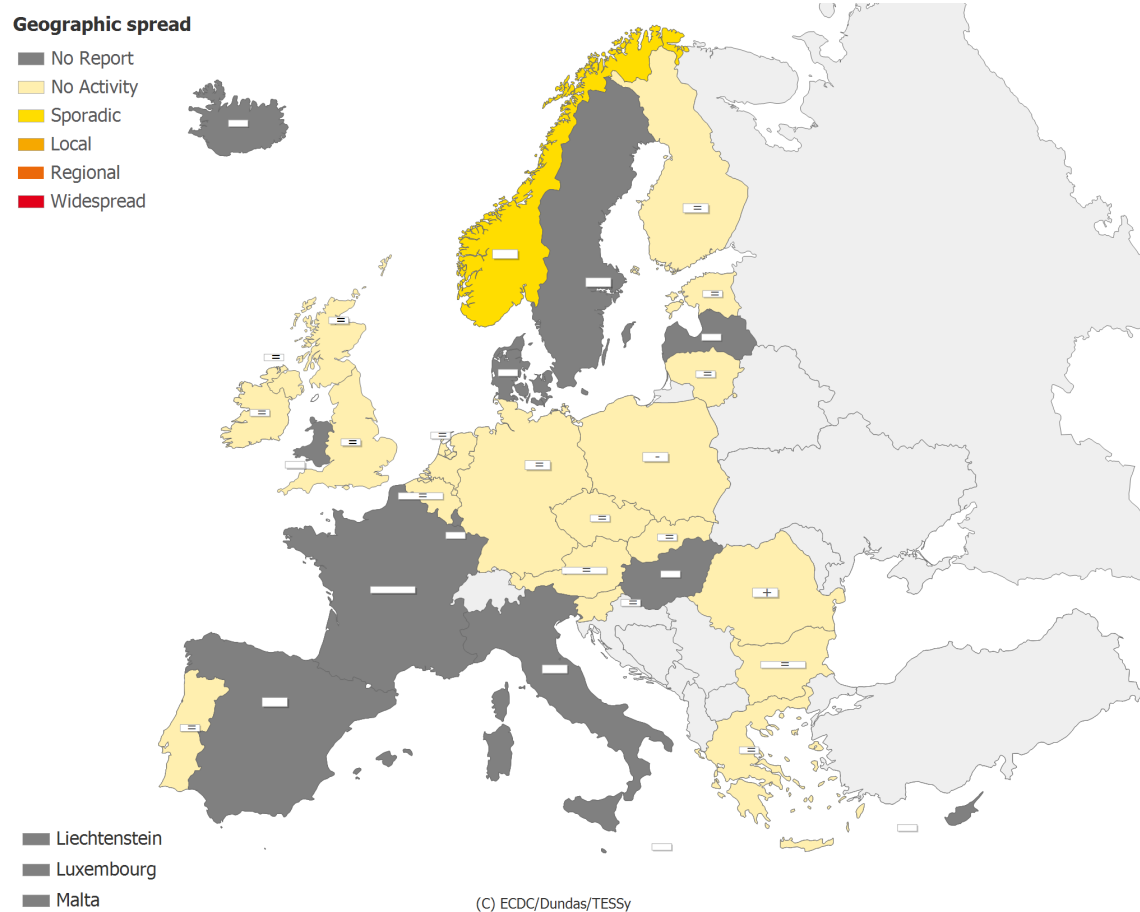 Geographic spread
No Report
No Activity
Sporadic
Local
Regional
Widespread
=
=
=
=
=
=
=
=
=
=
-
=
=
=
=
=
+
=
=
=
Liechtenstein
Luxembourg
Malta
(C) ECDC/Dundas/TESSy